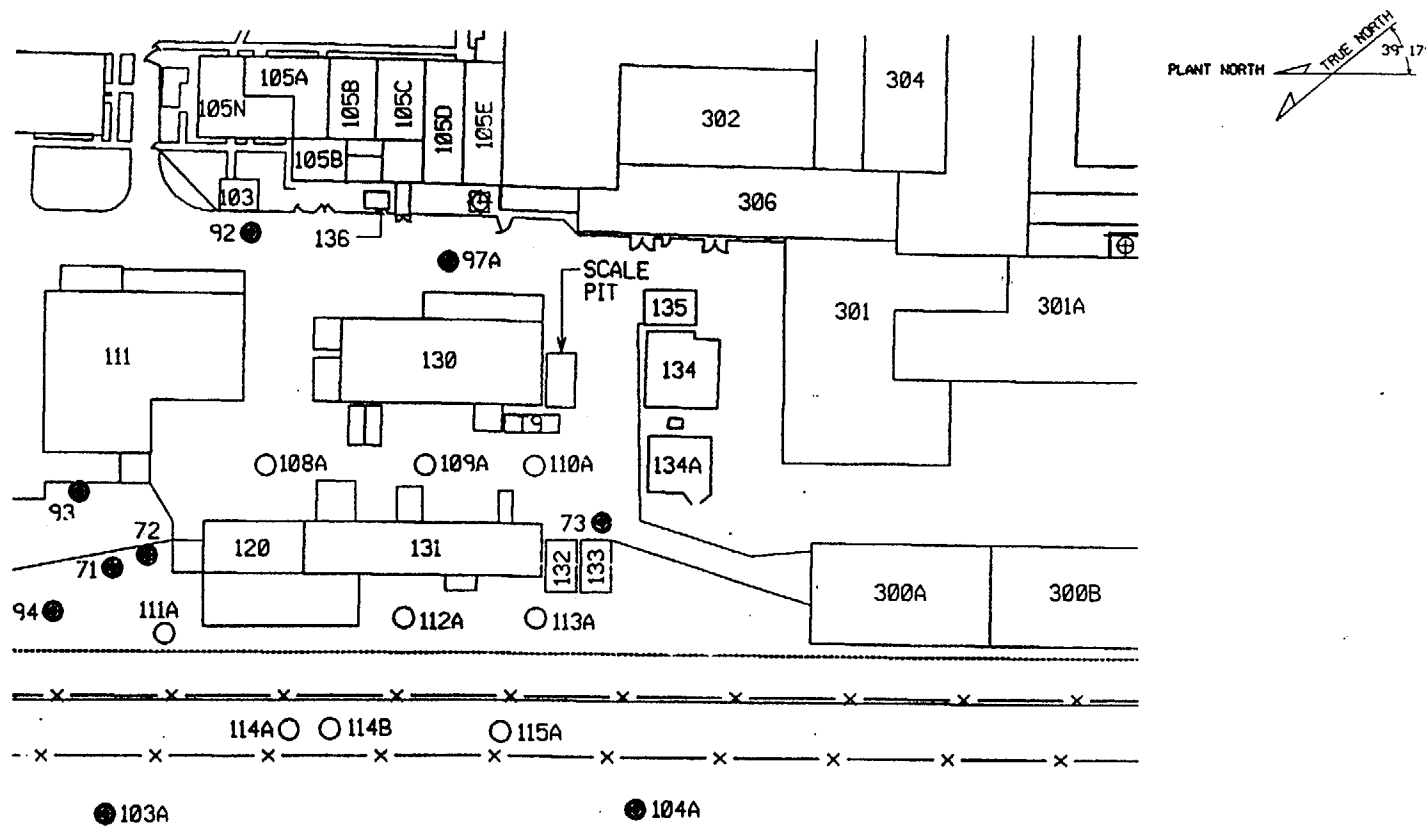 PLANT NORTH
TRUE NORTH
39° 17'
105A
105N
105B
105C
105D
105E
105B
302
304
103
306
92
136
97A
SCALE
PIT
135
301
301A
111
130
134
9
108A
109A
110A
134A
93
72
73
71
120
131
132
133
300A
300B
94
111A
112A
113A
114A
114B
115A
103A
104A